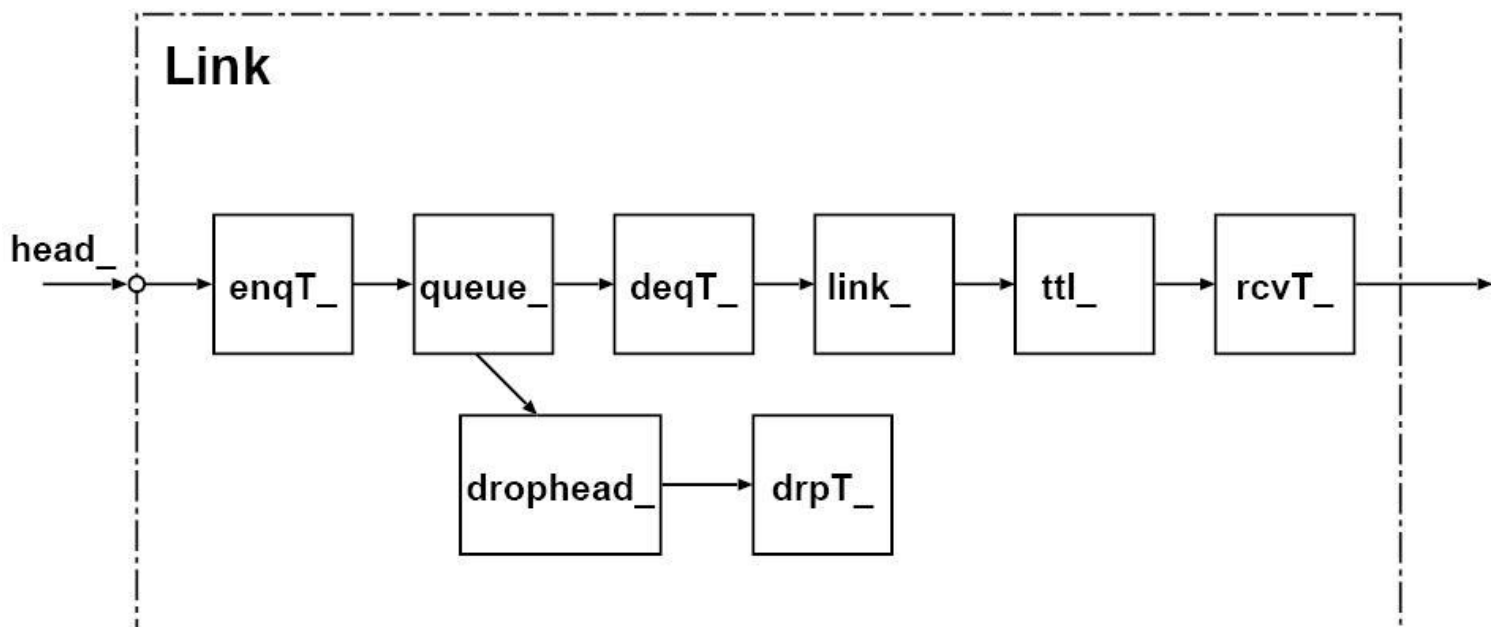 Link
head_
enqT_
queue_
deqT_
link_
ttl_
rcvT_
drophead_
drpT_